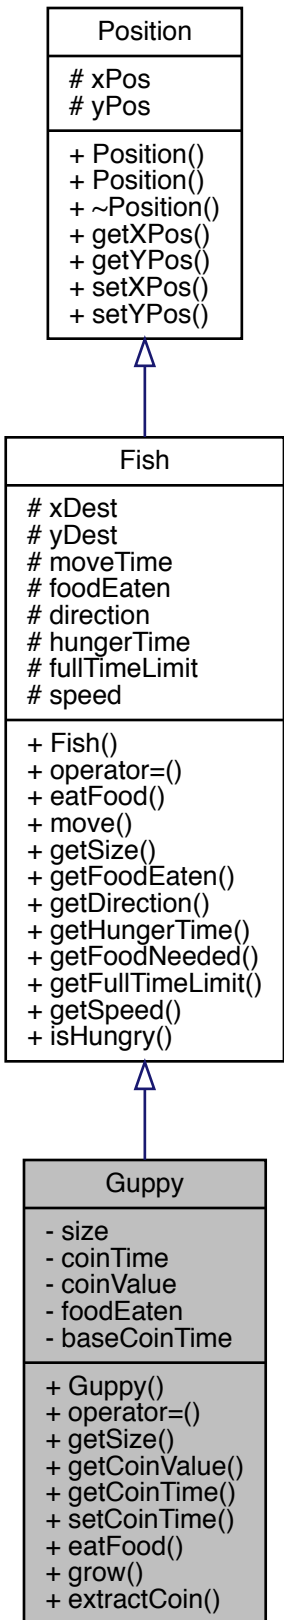 Position
# xPos
# yPos
+ Position()
+ Position()
+ ~Position()
+ getXPos()
+ getYPos()
+ setXPos()
+ setYPos()
Fish
# xDest
# yDest
# moveTime
# foodEaten
# direction
# hungerTime
# fullTimeLimit
# speed
+ Fish()
+ operator=()
+ eatFood()
+ move()
+ getSize()
+ getFoodEaten()
+ getDirection()
+ getHungerTime()
+ getFoodNeeded()
+ getFullTimeLimit()
+ getSpeed()
+ isHungry()
Guppy
- size
- coinTime
- coinValue
- foodEaten
- baseCoinTime
+ Guppy()
+ operator=()
+ getSize()
+ getCoinValue()
+ getCoinTime()
+ setCoinTime()
+ eatFood()
+ grow()
+ extractCoin()